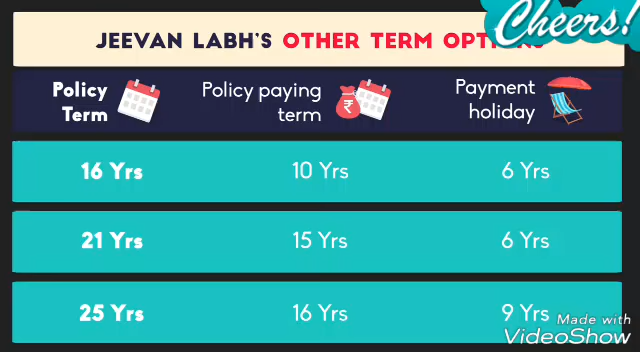 Cheers!
JEEVAN LABH'S OTHER TERM OPTIONS
Policy Term
Policy paying term
Payment holiday
16 Yrs 10 Yrs 6 Yrs
21 Yrs 15 Yrs 6 Yrs
25 Yrs 16 Yrs 9 Yrs
Made with
VideoShow